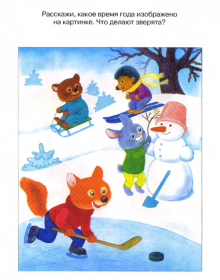 Расскажи, какое время года изображено
на картинке. Что делают зверята?